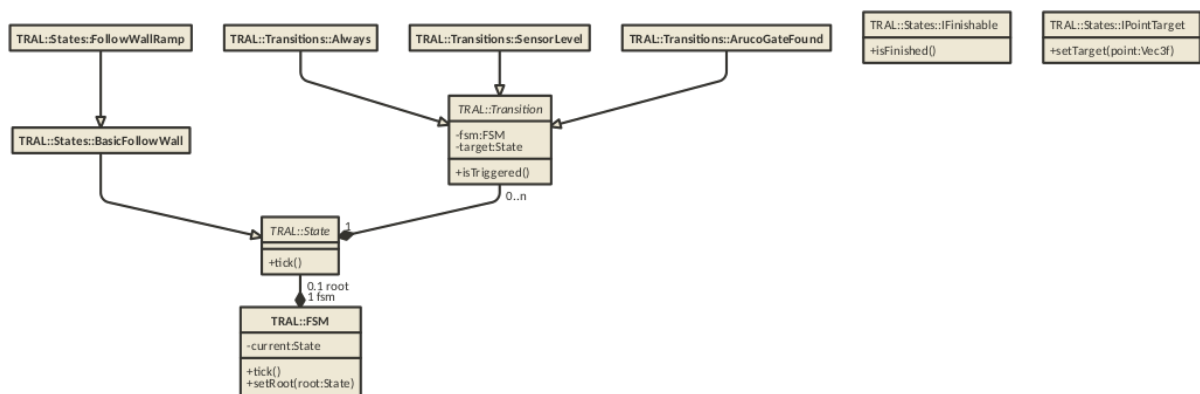 TRAL::States::FollowWallRamp
TRAL::Transitions::Always
TRAL::Transitions::SensorLevel
TRAL::Transitions::ArucoGateFound
TRAL::States::IFinishable
+isFinished()
TRAL::States::IPointTarget
+setTarget(point:Vec3f)
TRAL::States::BasicFollowWall
TRAL::Transition
-fsm:FSM
-target:State
+isTriggered()
0..n
1
TRAL::State
+tick()
0.1 root
1 fsm
TRAL::FSM
-current:State
+tick()
+setRoot(root:State)